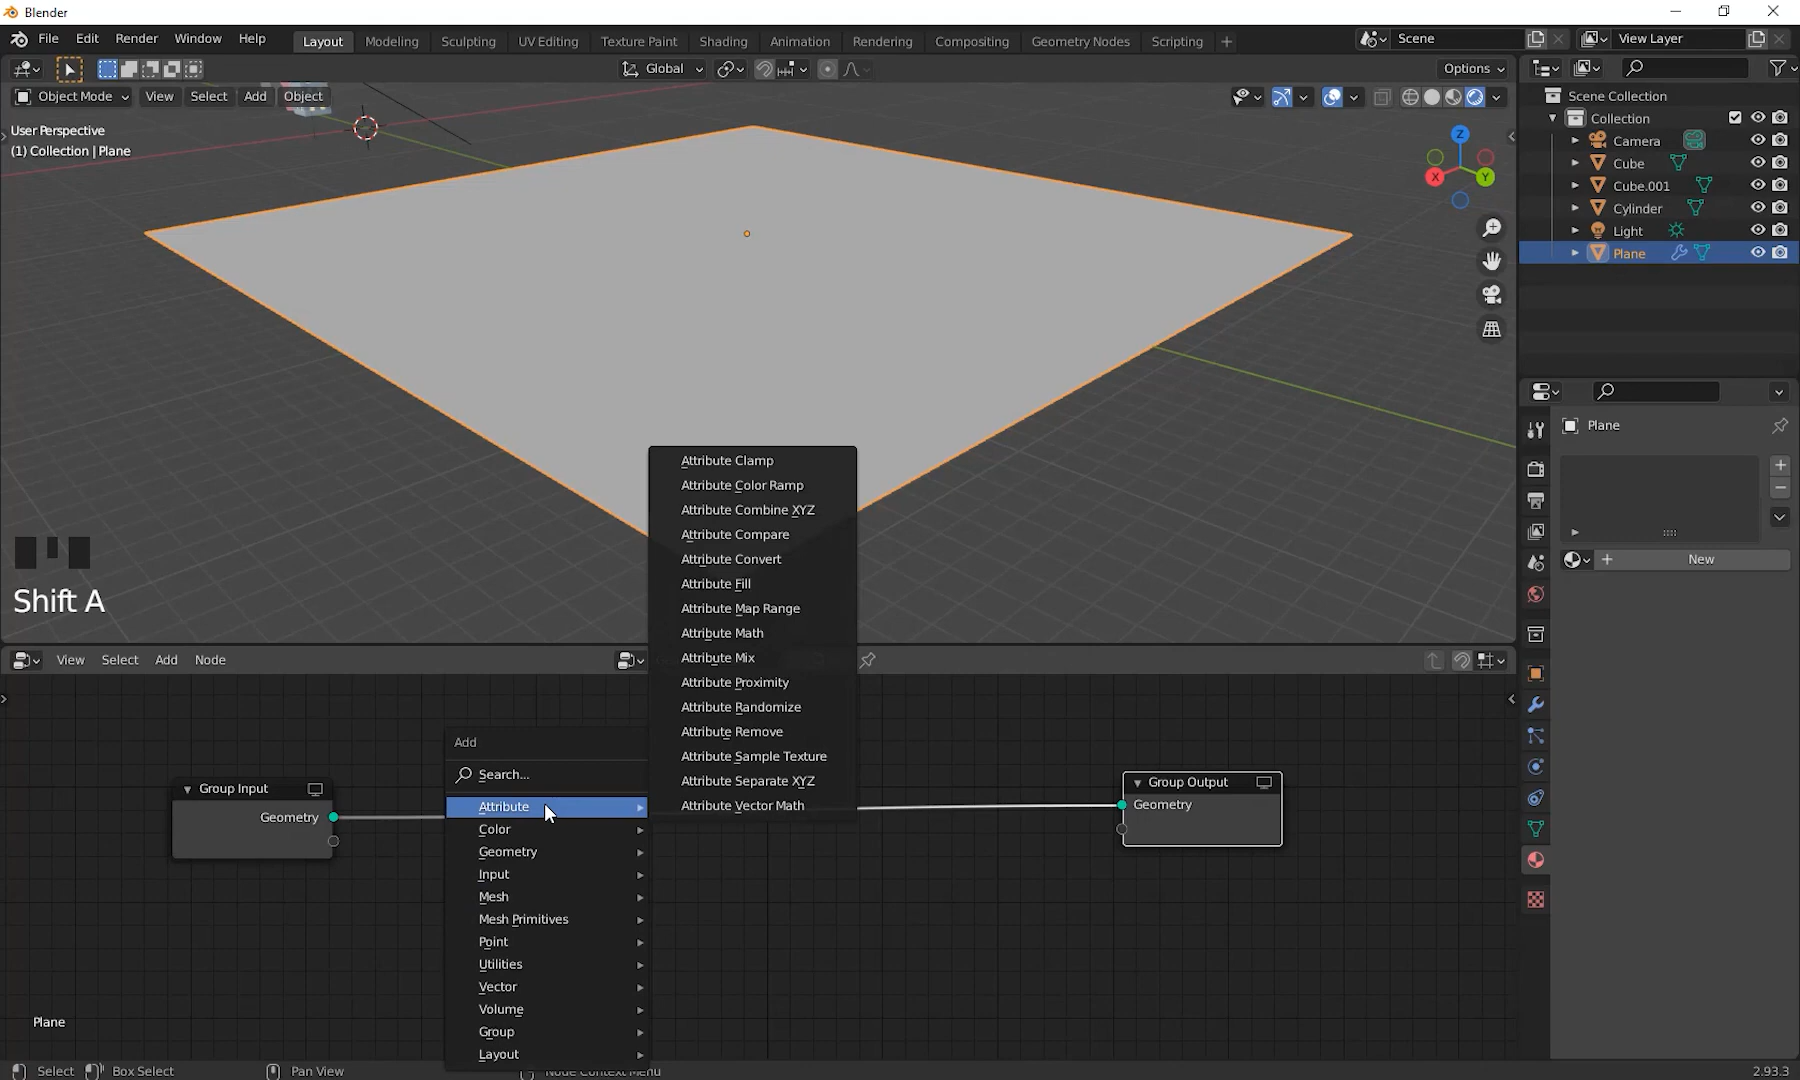 Blender
File Edit Render Window Help
Layout Modeling Sculpting UV Editing Texture Paint Shading Animation Rendering Compositing Geometry Nodes Scripting +
Scene
View Layer
Global
Options
Object Mode View Select Add Object
User Perspective
(1) Collection | Plane
Z
X
Y
Scene Collection
Collection
Camera
Cube
Cube.001
Cylinder
Light
Plane
Plane
New
Shift A
View Select Add Node
Attribute Clamp
Attribute Color Ramp
Attribute Combine XYZ
Attribute Compare
Attribute Convert
Attribute Fill
Attribute Map Range
Attribute Math
Attribute Mix
Attribute Proximity
Attribute Randomize
Attribute Remove
Attribute Sample Texture
Attribute Separate XYZ
Attribute Vector Math
Add
Search...
Attribute
Color
Geometry
Input
Mesh
Mesh Primitives
Point
Utilities
Vector
Volume
Group
Layout
Group Input
Geometry
Group Output
Geometry
Plane
Select
Box Select
Pan View
Node Context Menu
2.93.3